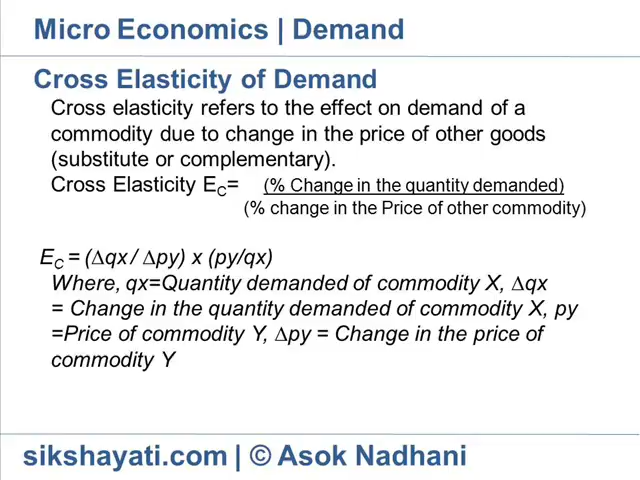 Micro Economics | Demand
Cross Elasticity of Demand
Cross elasticity refers to the effect on demand of a
commodity due to change in the price of other goods
(substitute or complementary).
Cross Elasticity EC= (% Change in the quantity demanded)
(% change in the Price of other commodity)
EC = (∆qx / ∆py) x (py/qx)
Where, qx=Quantity demanded of commodity X, ∆qx
= Change in the quantity demanded of commodity X, py
=Price of commodity Y, ∆py = Change in the price of
commodity Y
sikshayati.com | © Asok Nadhani